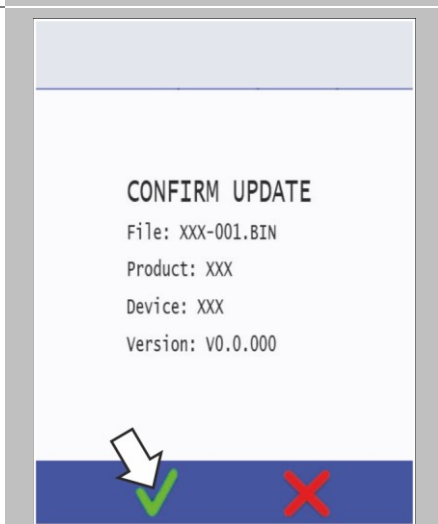 CONFIRM UPDATE
File: XXX-001.BIN
Product: XXX
Device: XXX
Version: V0.0.000